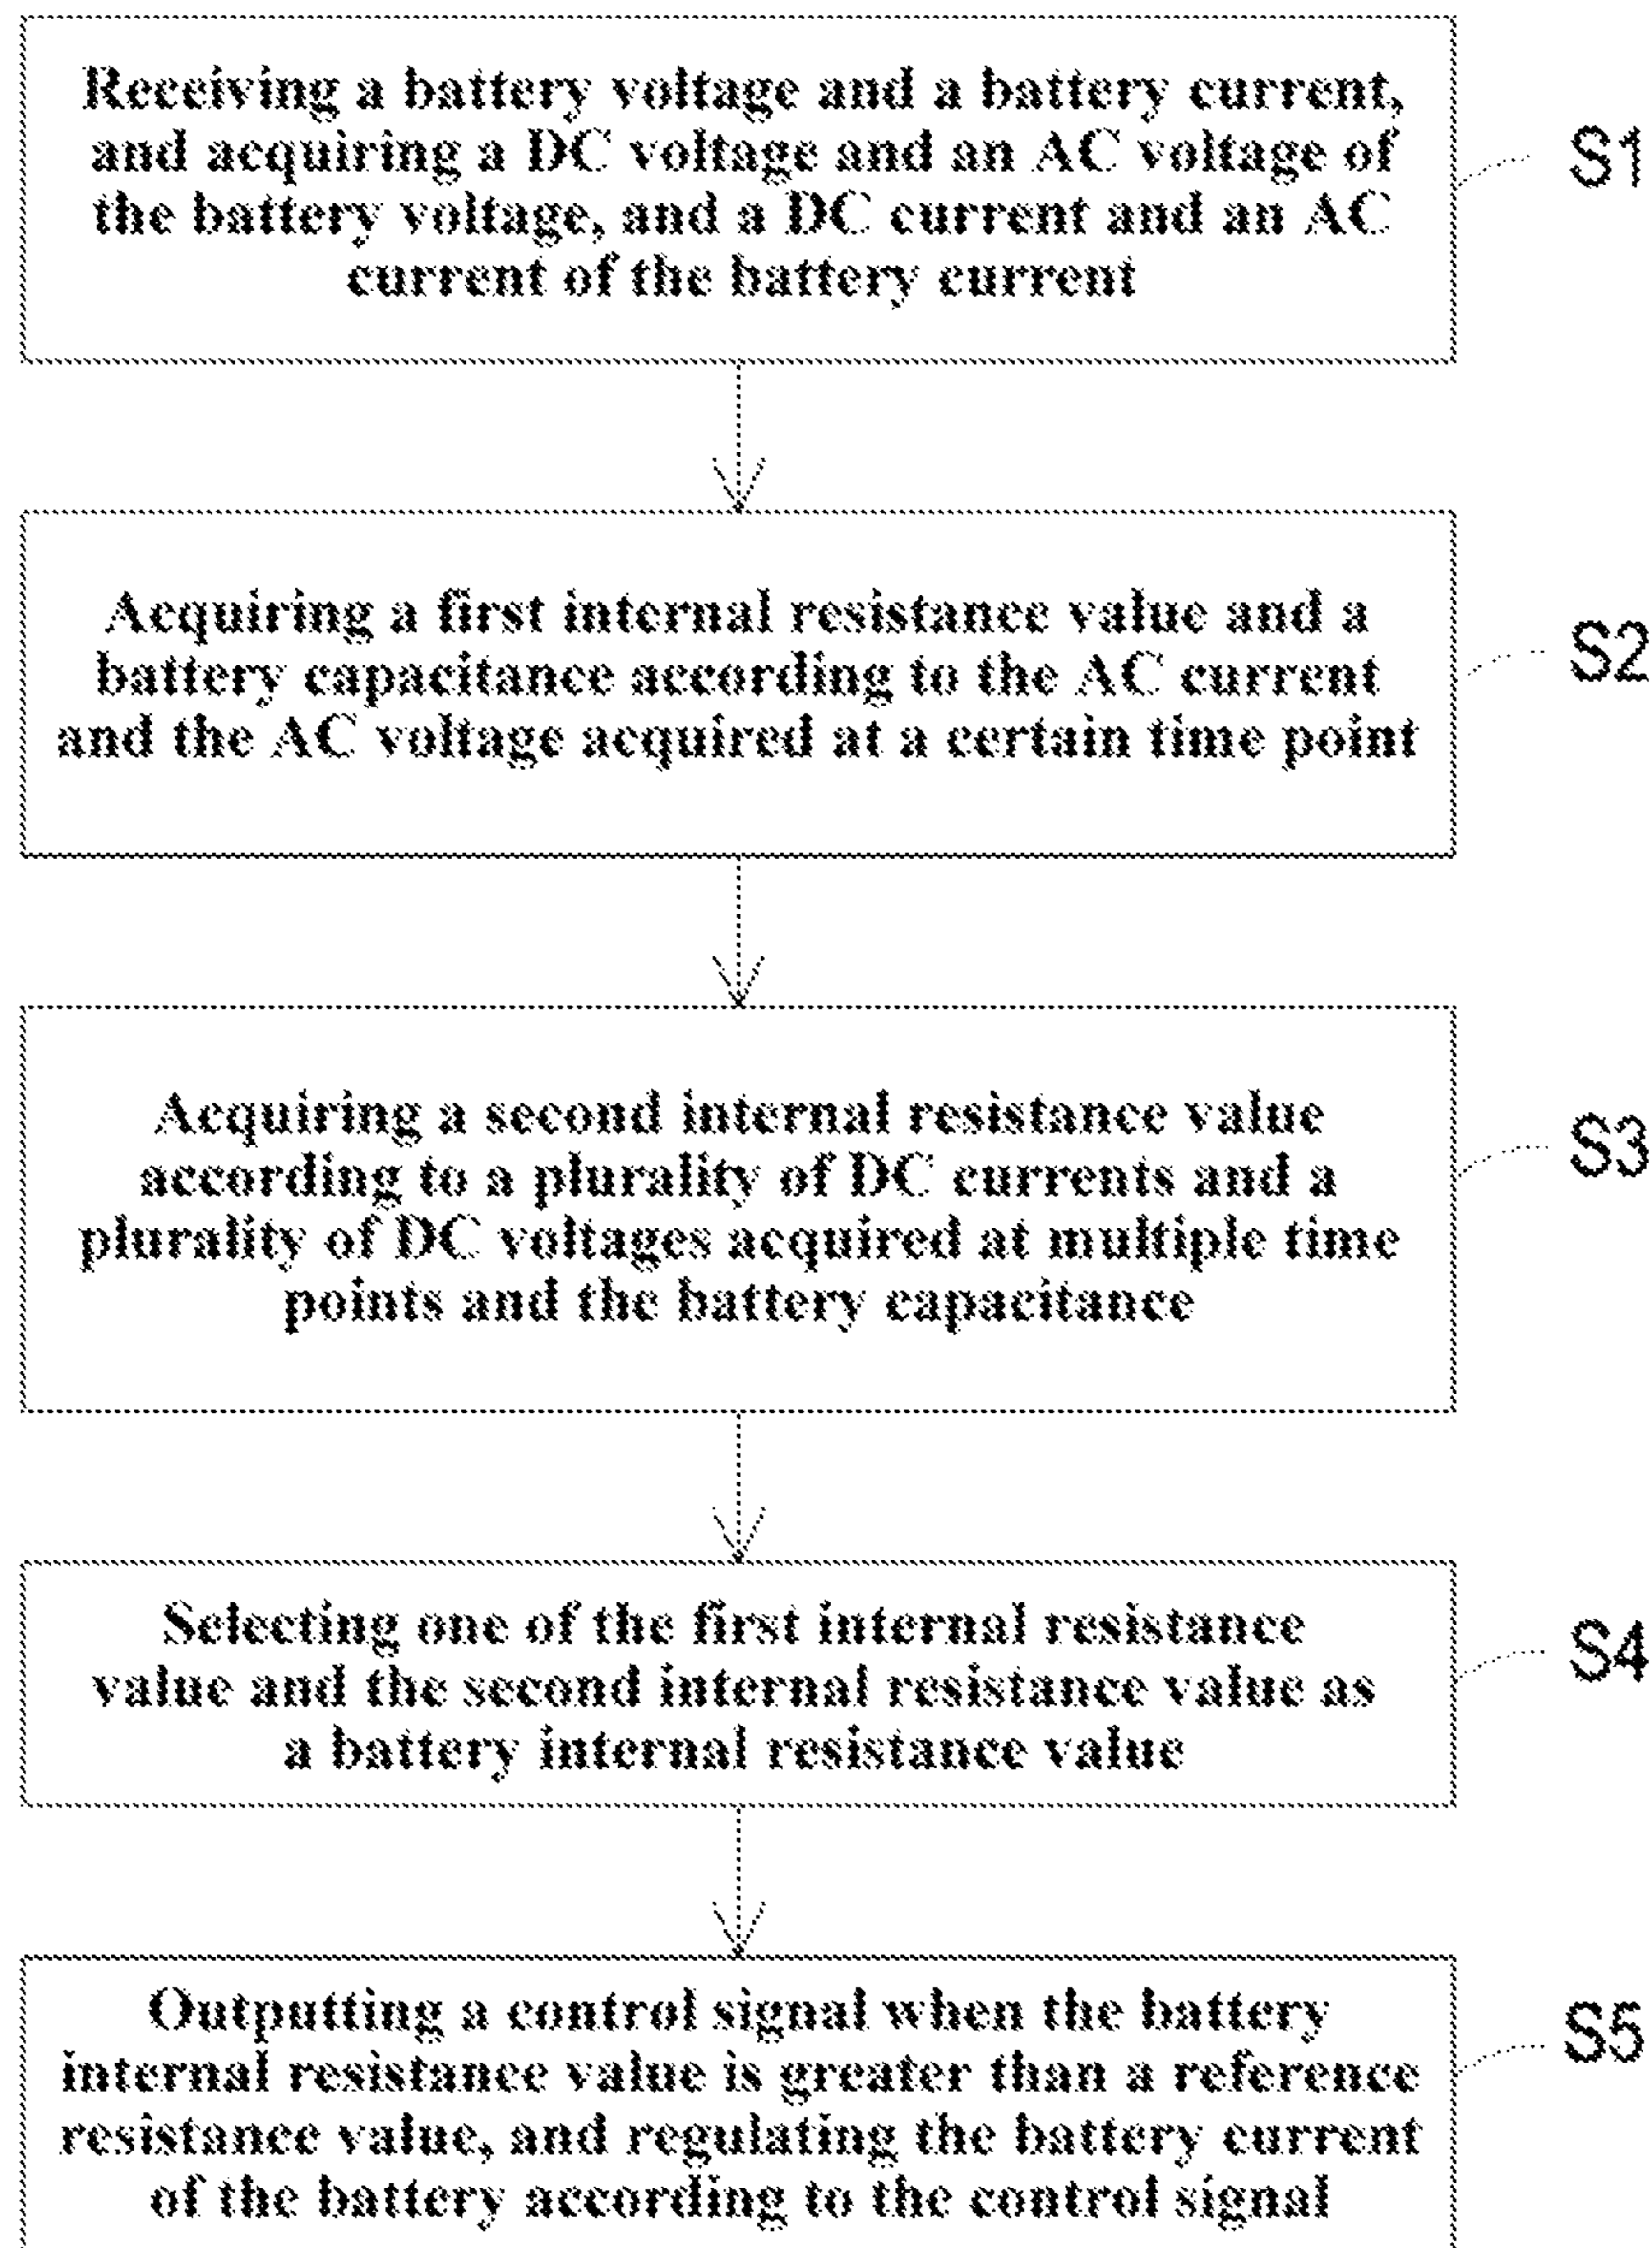 Receiving a battery voltage and a battery current,
and acquiring a DC voltage and an AC voltage of
the battery voltage, and a DC current and an AC
current of the battery current
S1
Acquiring a first internal resistance value and a
battery capacitance according to the AC current
and the AC voltage acquired at a certain time point
S2
Acquiring a second internal resistance value
according to a plurality of DC currents and a
plurality of DC voltages acquired at multiple time
points and the battery capacitance
S3
Selecting one of the first internal resistance
value and the second internal resistance value as
a battery internal resistance value
S4
Outputting a control signal when the battery
internal resistance value is greater than a reference
resistance value, and regulating the battery current
of the battery according to the control signal
S5